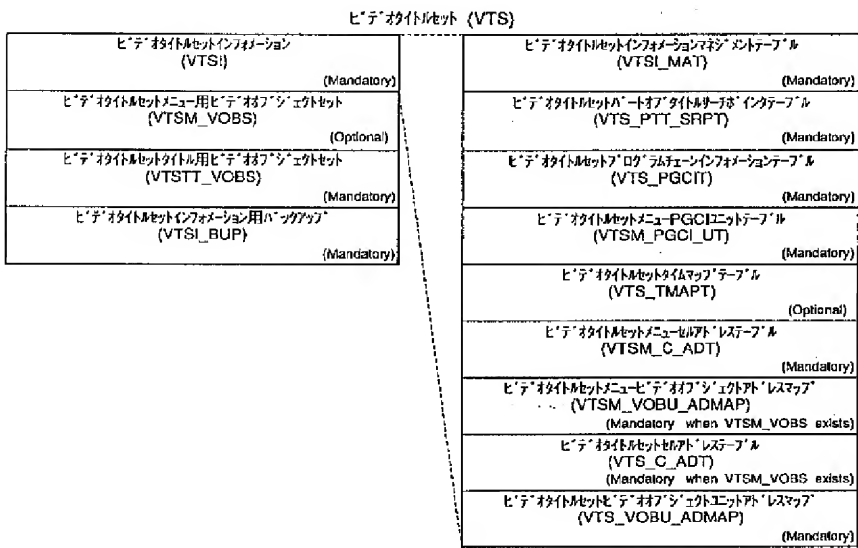 ﾋﾞﾃﾞｵﾀｲﾄﾙｾｯﾄ (VTS)
ﾋﾞﾃﾞｵﾀｲﾄﾙｾｯﾄｲﾝﾌｫﾒｰｼｮﾝ
(VTSI)
(Mandatory)
ﾋﾞﾃﾞｵﾀｲﾄﾙｾｯﾄﾒﾆｭｰ用ﾋﾞﾃﾞｵｵﾌﾞｼﾞｪｸﾄｾｯﾄ
(VTSM_VOBS)
(Optional)
ﾋﾞﾃﾞｵﾀｲﾄﾙｾｯﾄﾀｲﾄﾙ用ﾋﾞﾃﾞｵｵﾌﾞｼﾞｪｸﾄｾｯﾄ
(VTSTT_VOBS)
(Mandatory)
ﾋﾞﾃﾞｵﾀｲﾄﾙｾｯﾄｲﾝﾌｫﾒｰｼｮﾝ用ﾊﾞｯｸｱｯﾌﾟ
(VTSI_BUP)
(Mandatory)
ﾋﾞﾃﾞｵﾀｲﾄﾙｾｯﾄｲﾝﾌｫﾒｰｼｮﾝﾏﾈｼﾞﾒﾝﾄﾃｰﾌﾞﾙ
(VTSI_MAT)
(Mandatory)
ﾋﾞﾃﾞｵﾀｲﾄﾙｾｯﾄﾊﾟｰﾄｵﾌﾞﾀｲﾄﾙｻｰﾁﾎﾟｲﾝﾀﾃｰﾌﾞﾙ
(VTS_PTT_SRPT)
(Mandatory)
ﾋﾞﾃﾞｵﾀｲﾄﾙｾｯﾄﾌﾟﾛｸﾞﾗﾑﾁｪｰﾝｲﾝﾌｫﾒｰｼｮﾝﾃｰﾌﾞﾙ
(VTS_PGCIT)
(Mandatory)
ﾋﾞﾃﾞｵﾀｲﾄﾙｾｯﾄﾒﾆｭｰPGCIﾕﾆｯﾄﾃｰﾌﾞﾙ
(VTSM_PGCI_UT)
(Mandatory)
ﾋﾞﾃﾞｵﾀｲﾄﾙｾｯﾄﾀｲﾑﾏｯﾌﾟﾃｰﾌﾞﾙ
(VTS_TMAPT)
(Optional)
ﾋﾞﾃﾞｵﾀｲﾄﾙｾｯﾄﾒﾆｭｰｾﾙｱﾄﾞﾚｽﾃｰﾌﾞﾙ
(VTSM_C_ADT)
(Mandatory)
ﾋﾞﾃﾞｵﾀｲﾄﾙｾｯﾄﾒﾆｭｰﾋﾞﾃﾞｵｵﾌﾞｼﾞｪｸﾄｱﾄﾞﾚｽﾏｯﾌﾟ
(VTSM_VOBU_ADMAP)
(Mandatory when VTSM_VOBS exists)
ﾋﾞﾃﾞｵﾀｲﾄﾙｾｯﾄｾﾙｱﾄﾞﾚｽﾃｰﾌﾞﾙ
(VTS_C_ADT)
(Mandatory when VTSM_VOBS exists)
ﾋﾞﾃﾞｵﾀｲﾄﾙｾｯﾄﾋﾞﾃﾞｵｵﾌﾞｼﾞｪｸﾄﾕﾆｯﾄｱﾄﾞﾚｽﾏｯﾌﾟ
(VTS_VOBU_ADMAP)
(Mandatory)